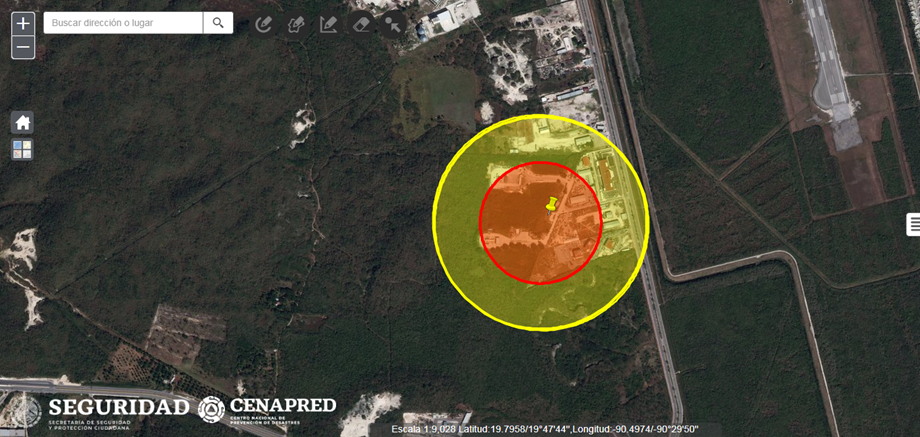 Buscar dirección o lugar
SEGURIDAD
SECRETARÍA DE SEGURIDAD
Y PROTECCIÓN CIUDADANA
CENAPRED
CENTRO NACIONAL DE
PREVENCIÓN DE DESASTRES
Escala 1:9,028 Latitud:19.7958/19°47'44",Longitud:-90.4974/-90°29'50"